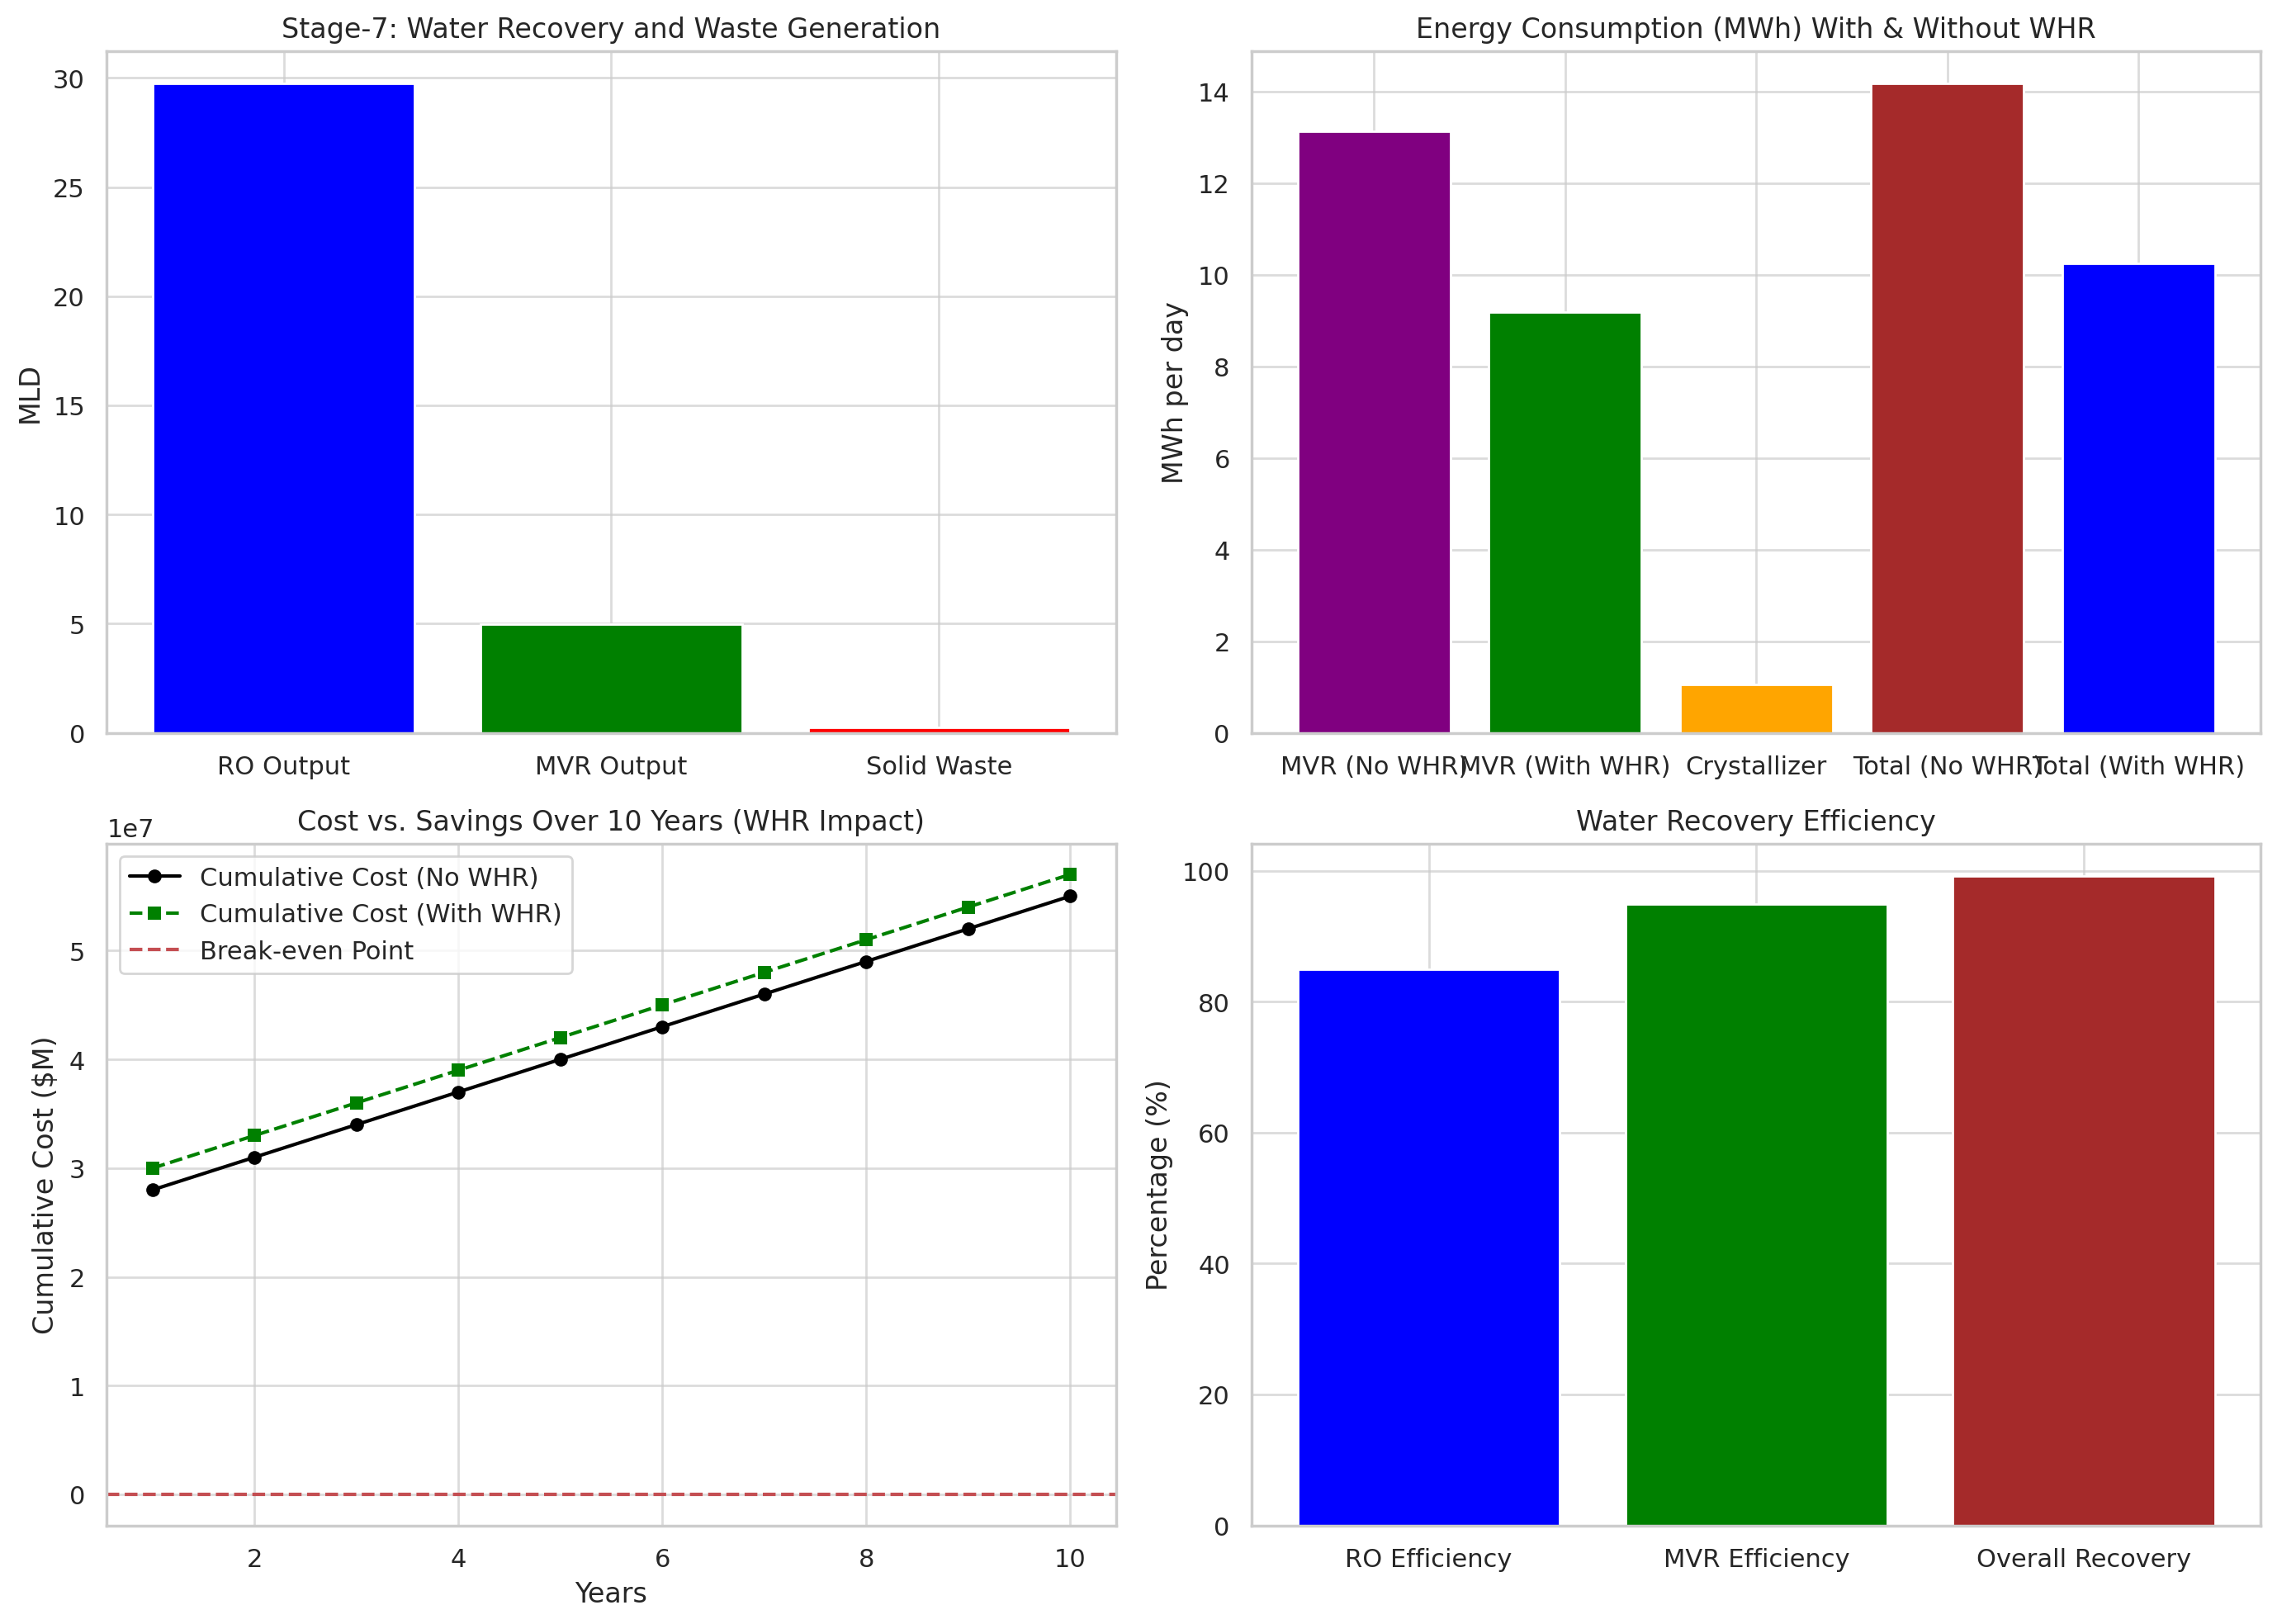 Stage-7: Water Recovery and Waste Generation
MLD
30
25
20
15
10
5
0
RO Output
MVR Output
Solid Waste
Energy Consumption (MWh) With & Without WHR
MWh per day
14
12
10
8
6
4
2
0
MVR (No WHR)
MVR (With WHR)
Crystallizer
Total (No WHR)
Total (With WHR)
Cost vs. Savings Over 10 Years (WHR Impact)
1e7
Cumulative Cost (No WHR)
Cumulative Cost (With WHR)
Break-even Point
Cumulative Cost ($M)
5
4
3
2
1
0
2
4
6
8
10
Years
Water Recovery Efficiency
Percentage (%)
100
80
60
40
20
0
RO Efficiency
MVR Efficiency
Overall Recovery